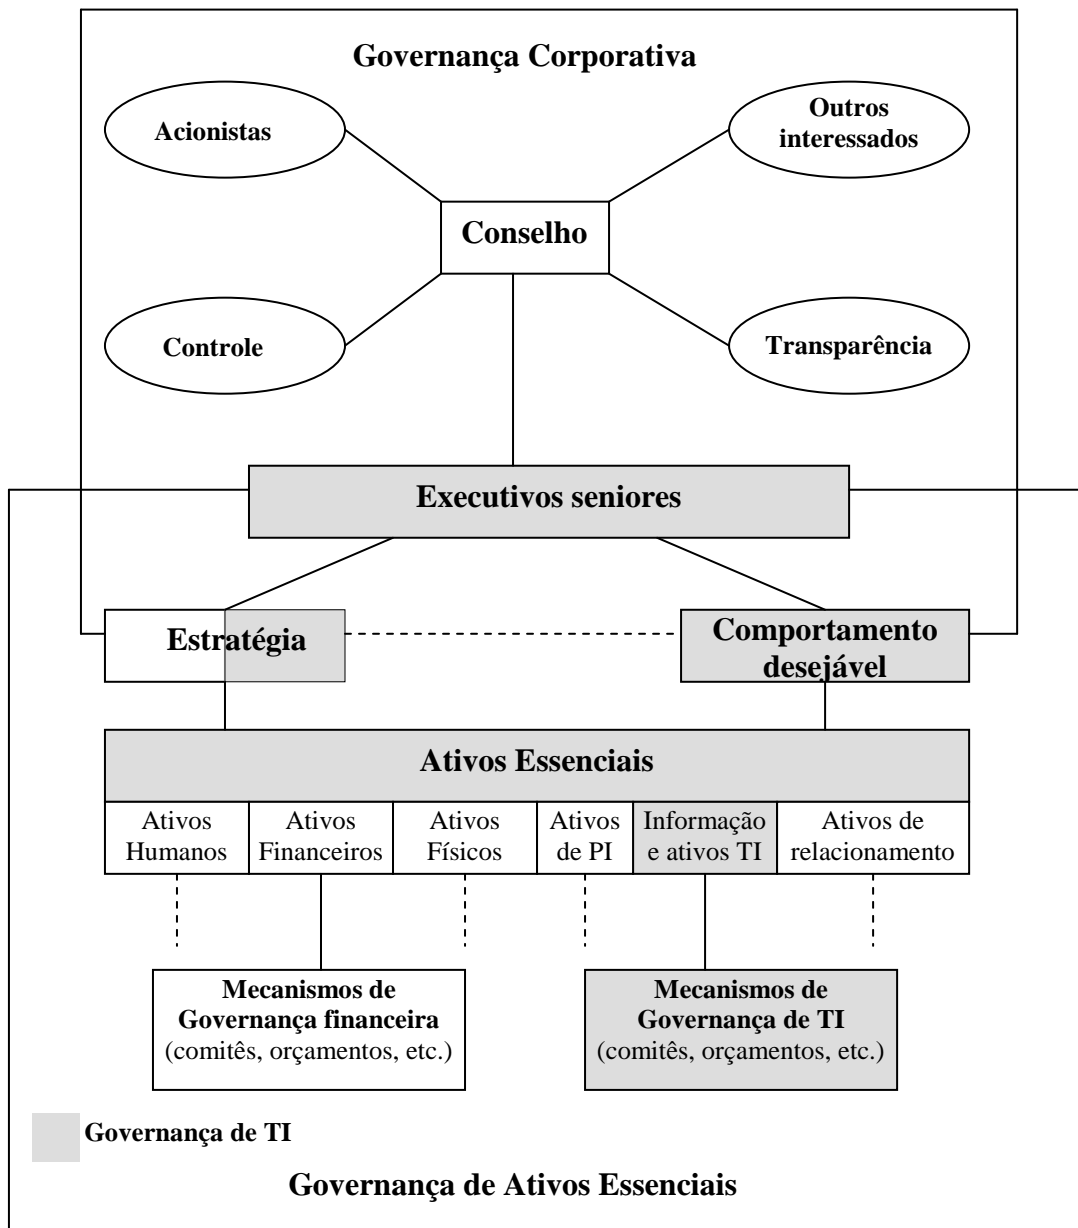 Governança Corporativa
Acionistas
Outros
interessados
Conselho
Controle
Transparência
Executivos seniores
Estratégia
Comportamento
desejável
Ativos Essenciais
Ativos
Humanos
Ativos
Financeiros
Ativos
Físicos
Ativos
de PI
Informação
e ativos TI
Ativos de
relacionamento
Mecanismos de
Governança financeira
(comitês, orçamentos, etc.)
Mecanismos de
Governança de TI
(comitês, orçamentos, etc.)
Governança de TI
Governança de Ativos Essenciais